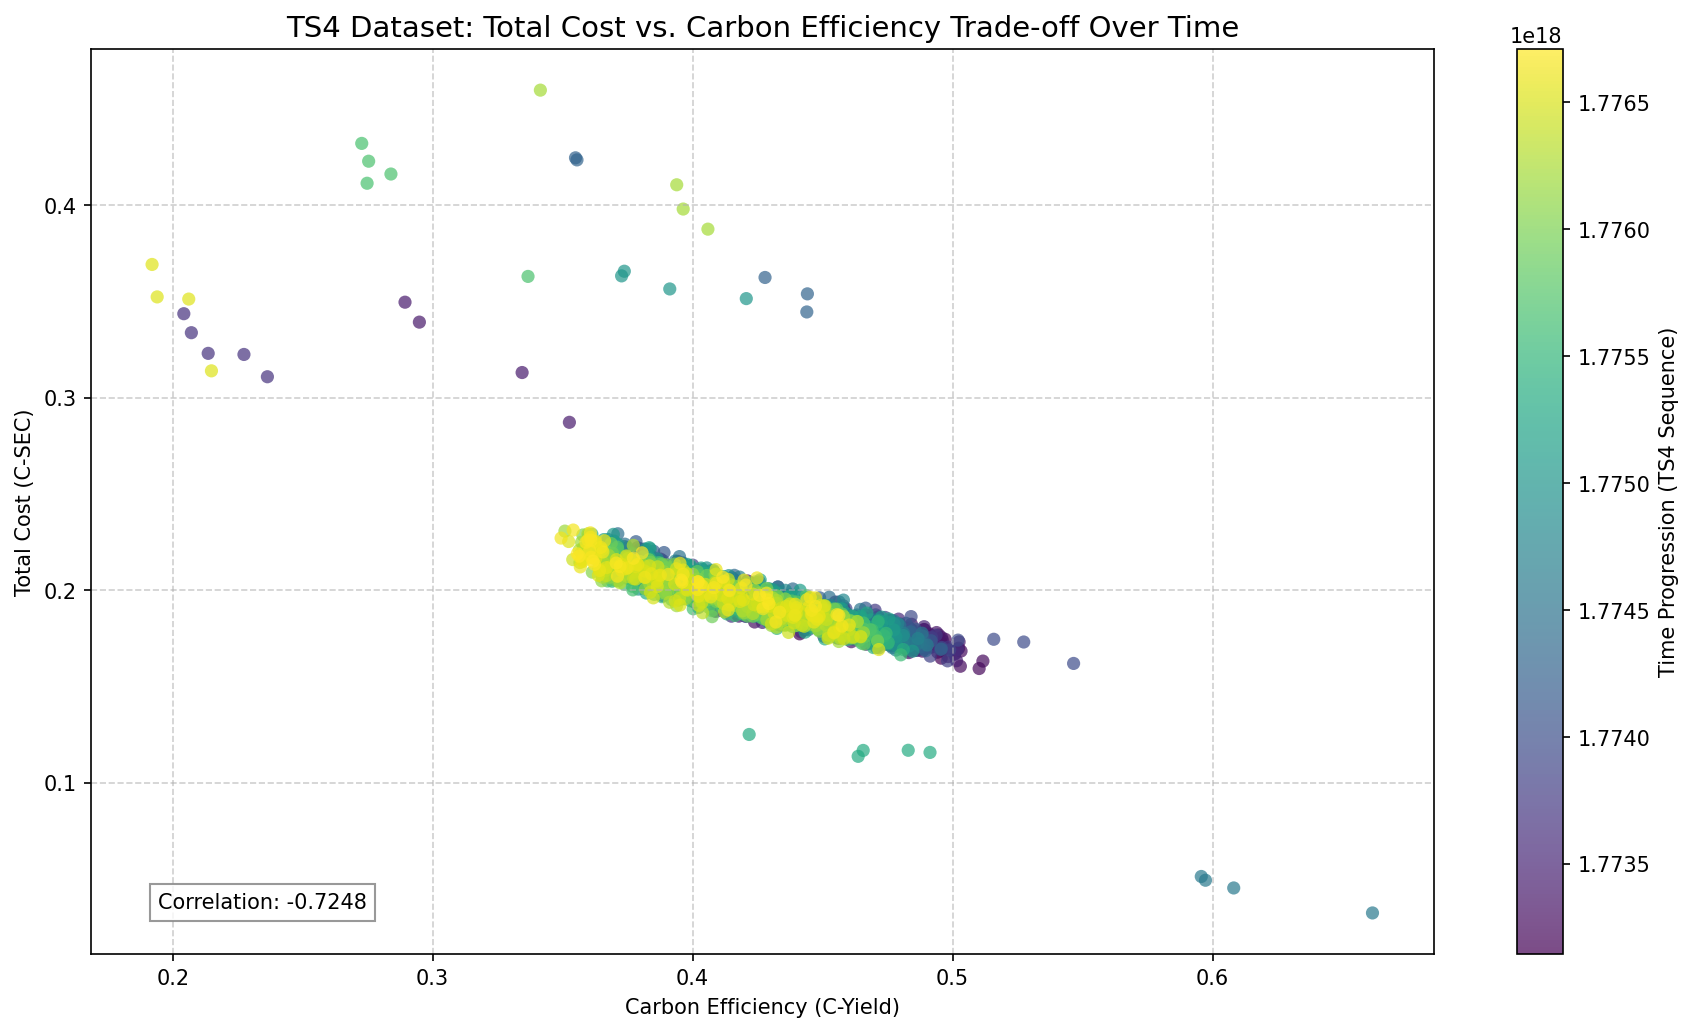 TS4 Dataset: Total Cost vs. Carbon Efficiency Trade-off Over Time
1e18
1.7765
1.7760
1.7755
1.7750
1.7745
1.7740
1.7735
Time Progression (TS4 Sequence)
Total Cost (C-SEC)
0.4
0.3
0.2
0.1
Correlation: -0.7248
0.2
0.3
0.4
0.5
0.6
Carbon Efficiency (C-Yield)